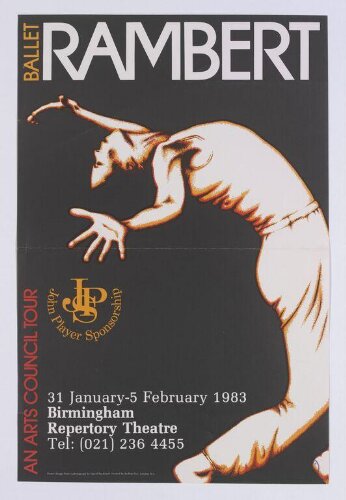 BALLET
RAMBERT
AN ARTS COUNCIL TOUR
JPS
John Player Sponsorship
31 January-5 February 1983
Birmingham
Repertory Theatre
Tel: (021) 236 4455